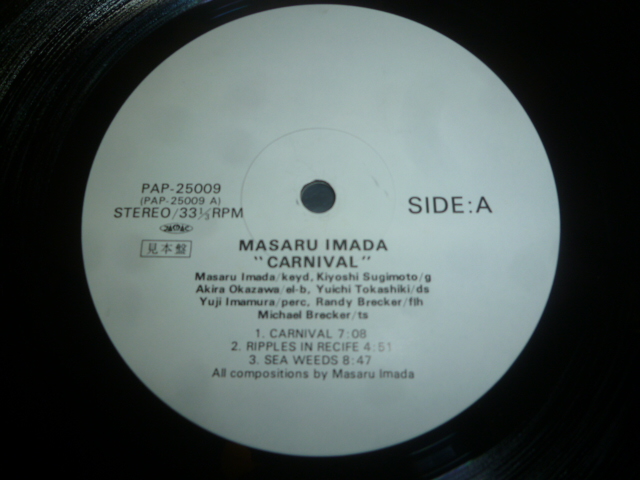 PAP-25009
(PAP-25009 A)
STEREO/33⅓RPM
見本盤
SIDE:A
MASARU IMADA
"CARNIVAL"
Masaru Imada/keyd, Kiyoshi Sugimoto/g
Akira Okazawa/el-b, Yuichi Tokashiki/ds
Yuji Imamura/perc, Randy Brecker/flh
Michael Brecker/ts
1. CARNIVAL 7:08
2. RIPPLES IN RECIFE 4:51
3. SEA WEEDS 8:47
All compositions by Masaru Imada